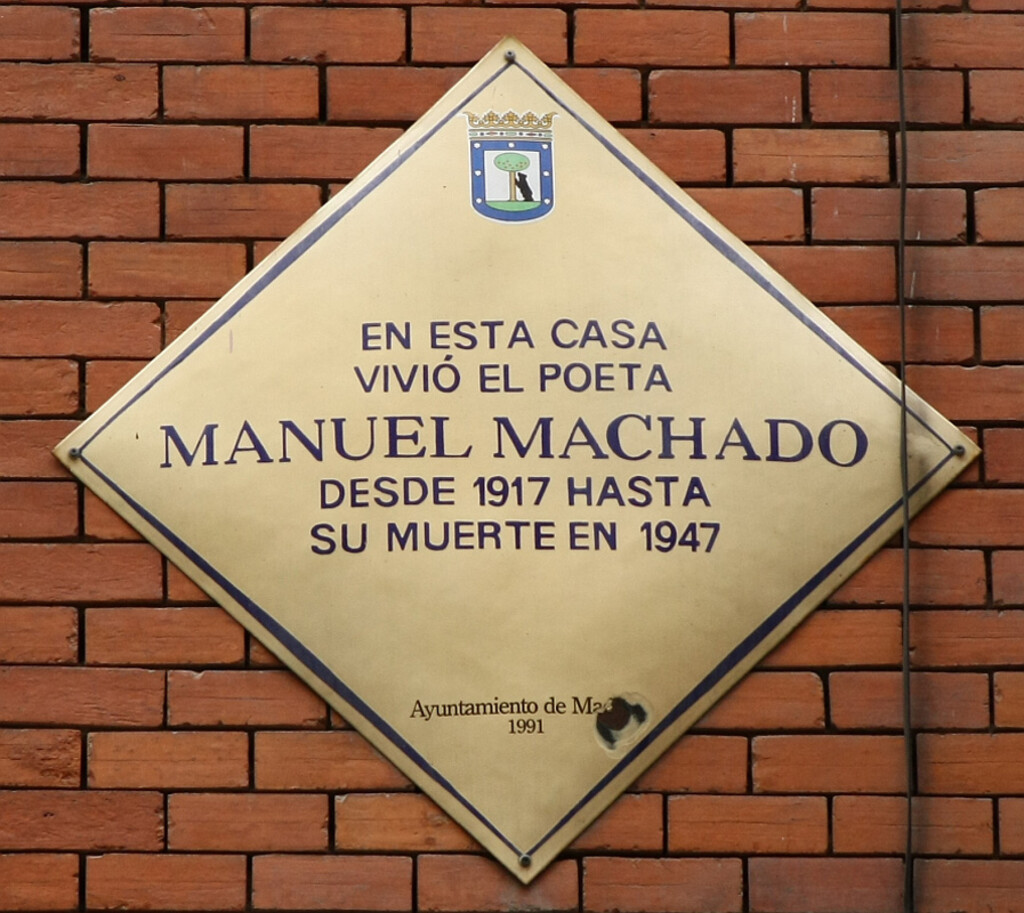 EN ESTA CASA
VIVIÓ EL POETA
MANUEL MACHADO
DESDE 1917 HASTA
SU MUERTE EN 1947
Ayuntamiento de
1991